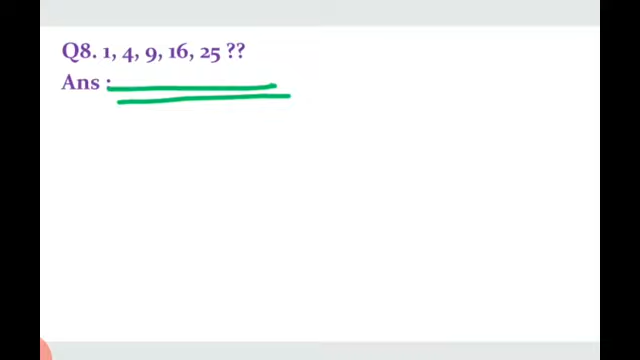 Q8. 1, 4, 9, 16, 25 ??
Ans :